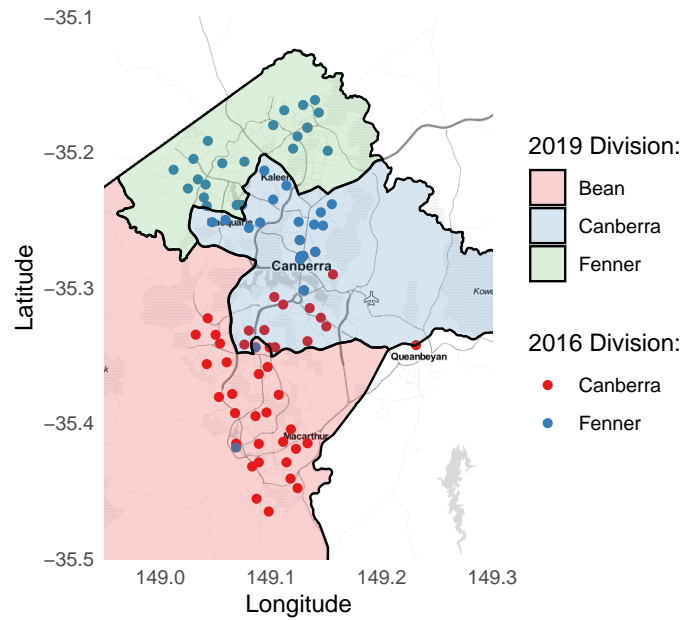 −35.1
−35.2
−35.3
−35.4
−35.5
Latitude
149.0
149.1
149.2
149.3
Longitude
Kaleen
Canberra
Queanbeyan
Macarthur
2019 Division:
Bean
Canberra
Fenner
2016 Division:
Canberra
Fenner